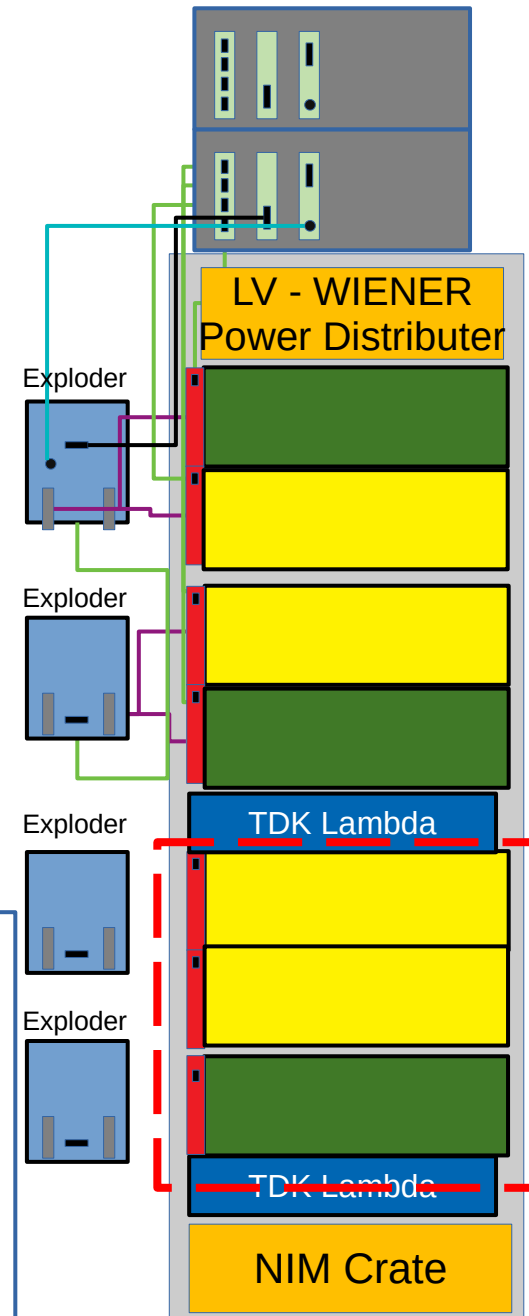 LV - WIENER
Power Distributer
Exploder
Exploder
TDK Lambda
Exploder
Exploder
TDK Lambda
NIM Crate